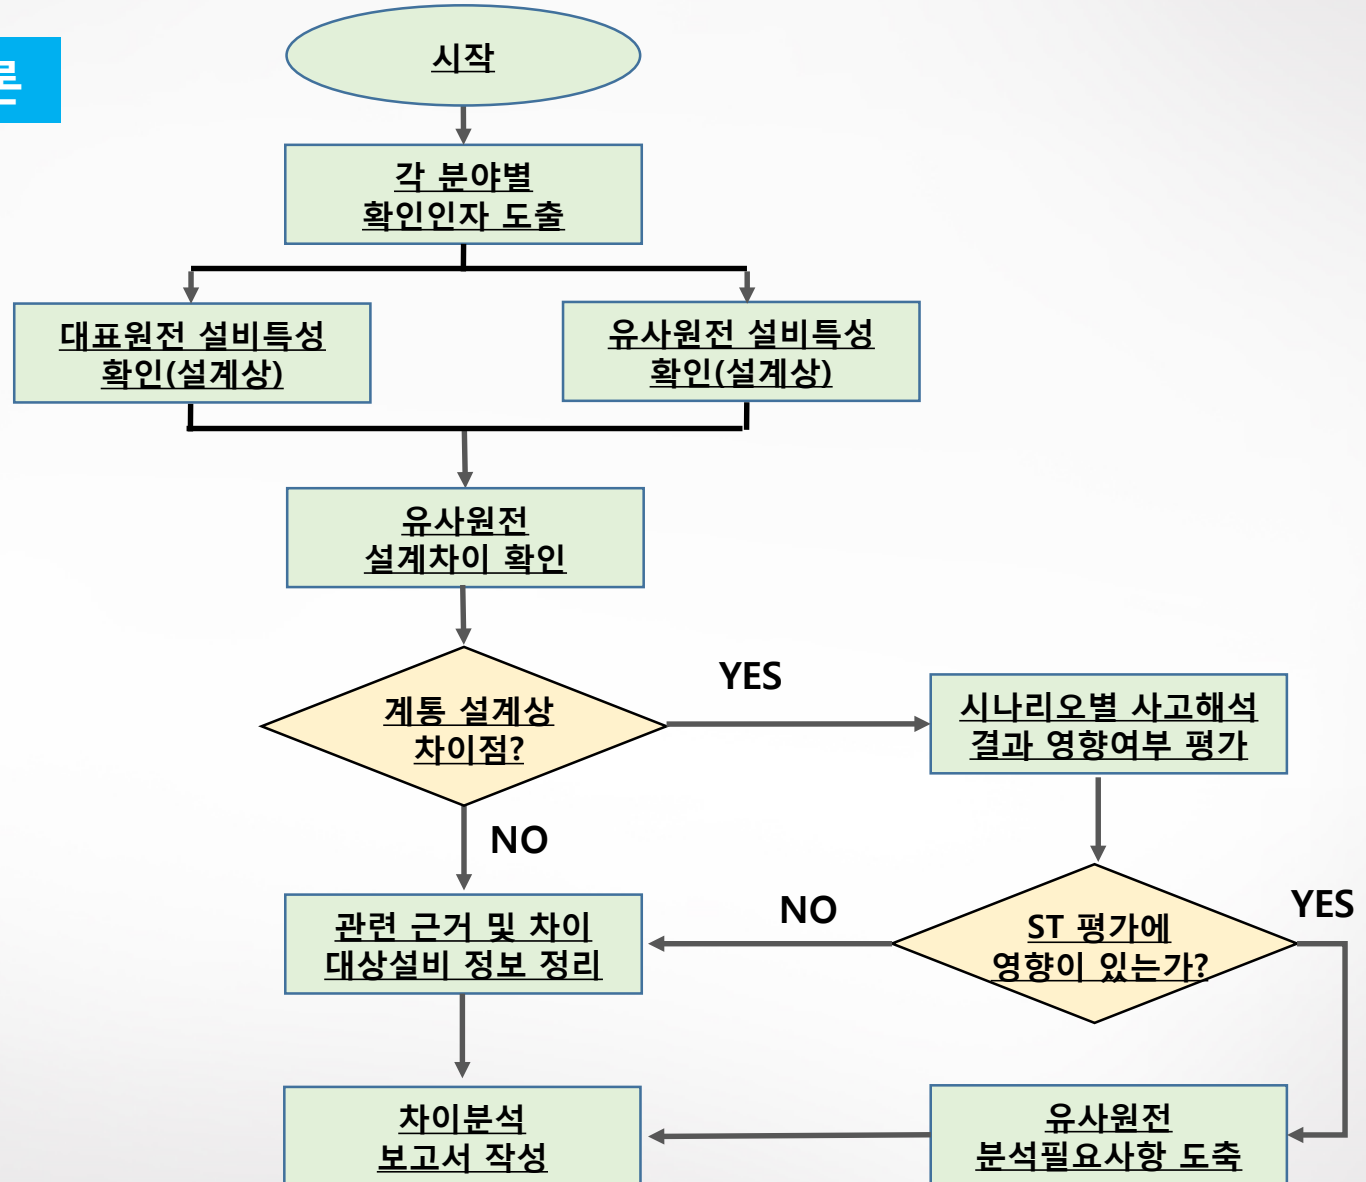 론
시작
각 분야별
확인인자 도출
대표원전 설비특성
확인(설계상)
유사원전 설비특성
확인(설계상)
유사원전
설계차이 확인
계통 설계상
차이점?
YES
시나리오별 사고해석
결과 영향여부 평가
NO
관련 근거 및 차이
대상설비 정보 정리
NO
ST 평가에
영향이 있는가?
YES
차이분석
보고서 작성
유사원전
분석필요사항 도축